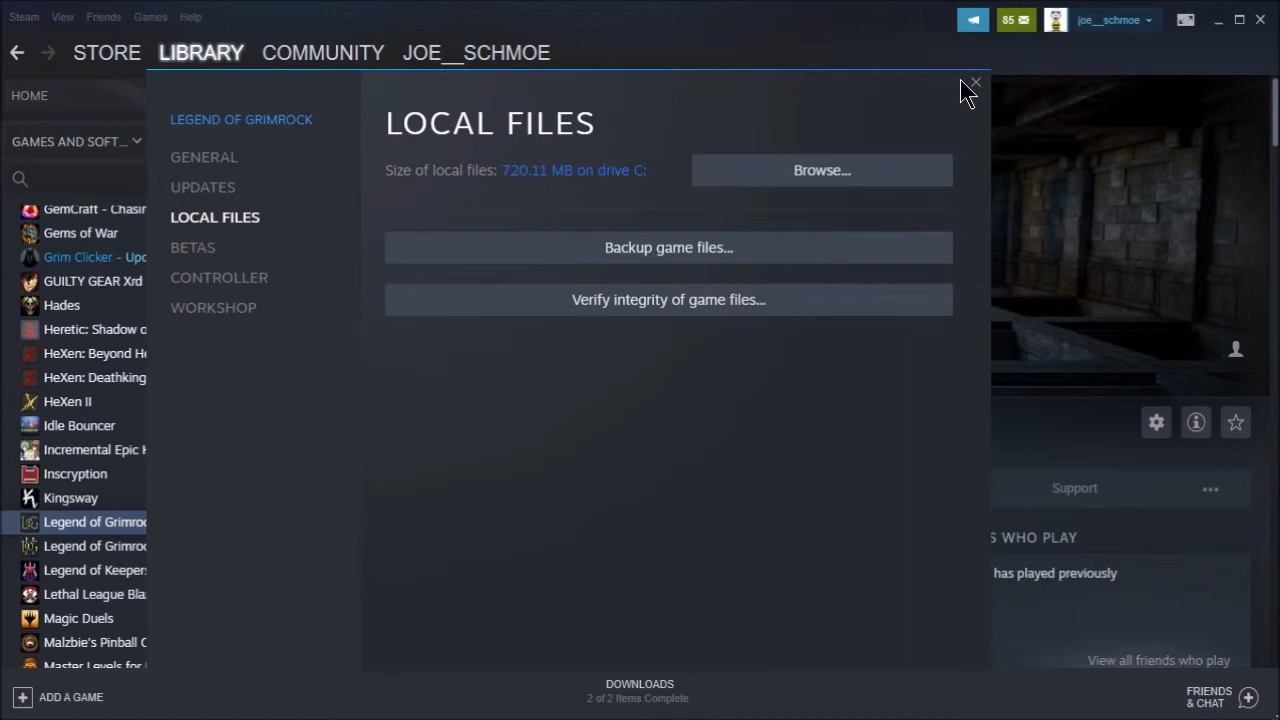 Steam View Friends Games Help
85
joe__schmoe
STORE LIBRARY COMMUNITY JOE__SCHMOE
HOME
GAMES AND SOFT...
GemCraft - Chasin
Gems of War
Grim Clicker - Upd
GUILTY GEAR Xrd
Hades
Heretic: Shadow o
HeXen: Beyond He
HeXen: Deathking
HeXen II
Idle Bouncer
Incremental Epic H
Inscryption
Kingsway
Legend of Grimroc
Legend of Grimroc
Legend of Keepers
Lethal League Bla
Magic Duels
Malzbie's Pinball C
Master Levels for
ADD A GAME
LEGEND OF GRIMROCK
GENERAL
UPDATES
LOCAL FILES
BETAS
CONTROLLER
WORKSHOP
LOCAL FILES
Size of local files: 720.11 MB on drive C:
Browse...
Backup game files...
Verify integrity of game files...
Support
S WHO PLAY
has played previously
View all friends who play
DOWNLOADS
2 of 2 Items Complete
FRIENDS
& CHAT